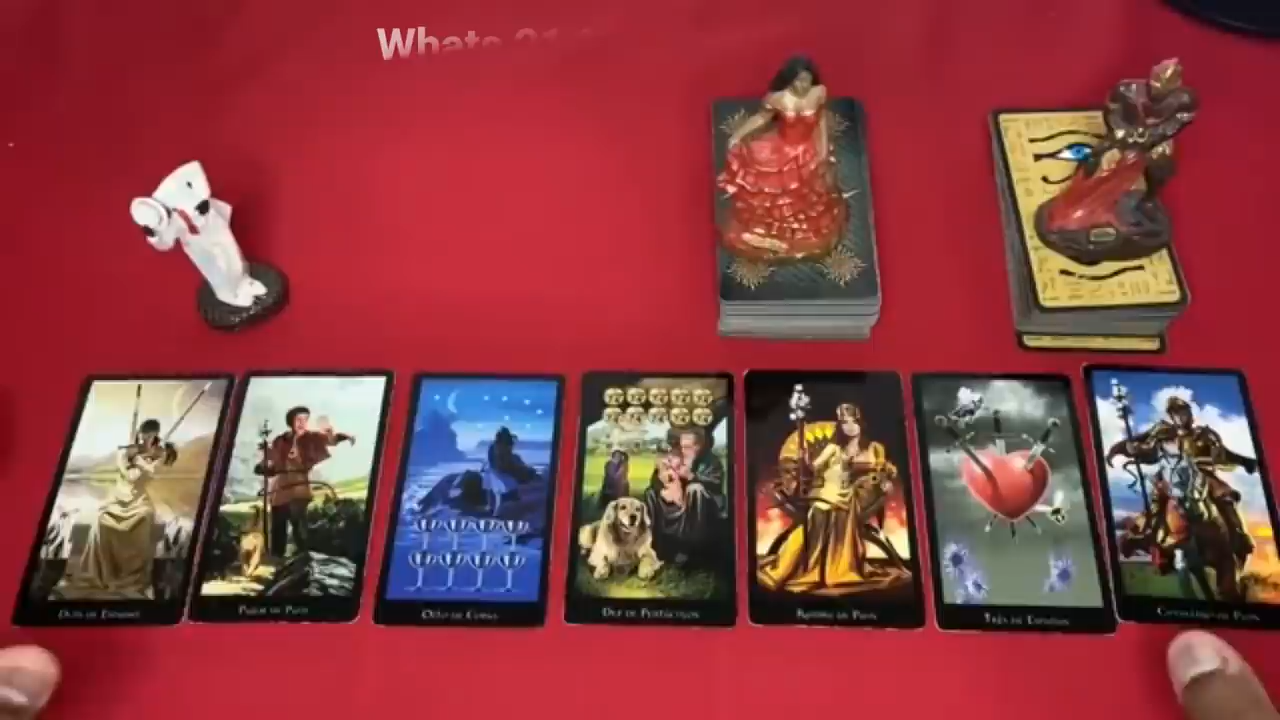 Whats
Dois de Espadas
Pajem de Paus
Oito de Copas
Dez de Pentáculos
Rainha de Paus
Três de Espadas
Cavaleiro de Paus